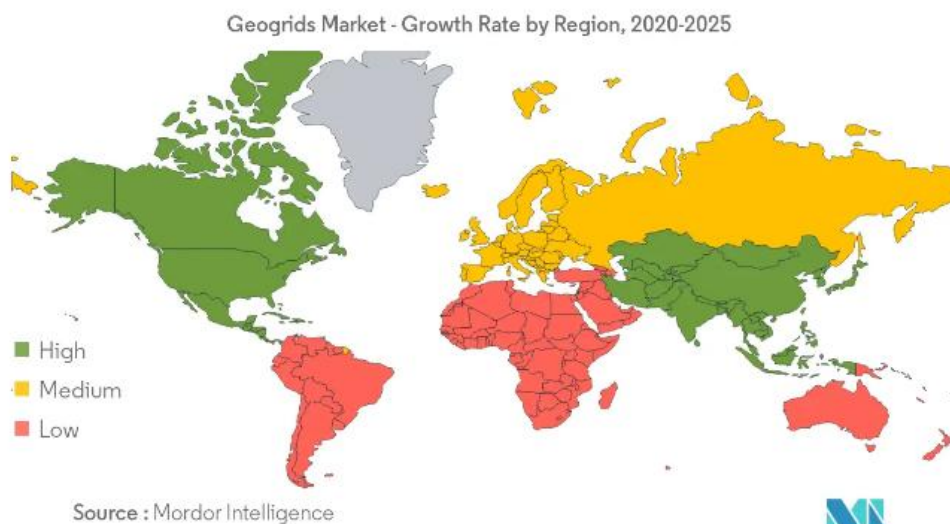 Geogrids Market - Growth Rate by Region, 2020-2025
High
Medium
Low
Source : Mordor Intelligence